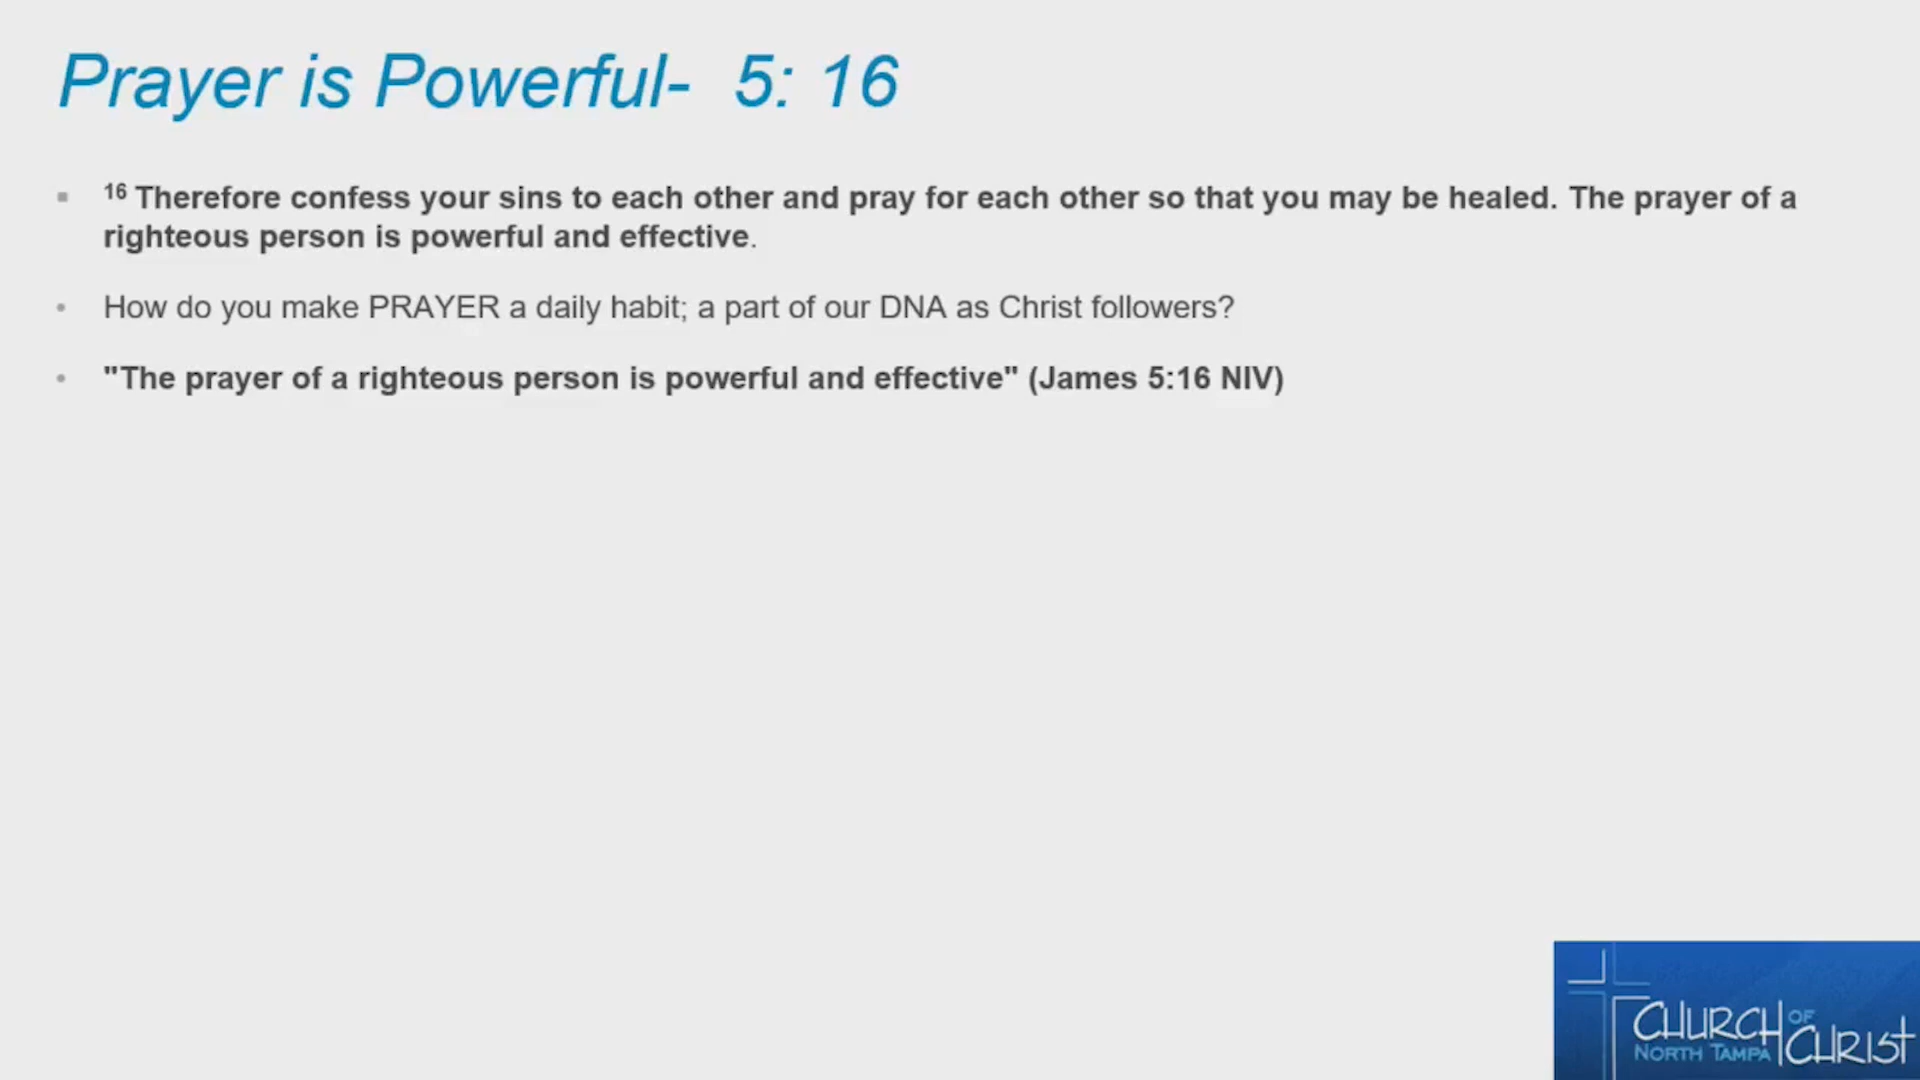 Prayer is Powerful-  5: 16
16 Therefore confess your sins to each other and pray for each other so that you may be healed. The prayer of a
righteous person is powerful and effective.
How do you make PRAYER a daily habit; a part of our DNA as Christ followers?
"The prayer of a righteous person is powerful and effective" (James 5:16 NIV)
CHURCH OF CHRIST
NORTH TAMPA